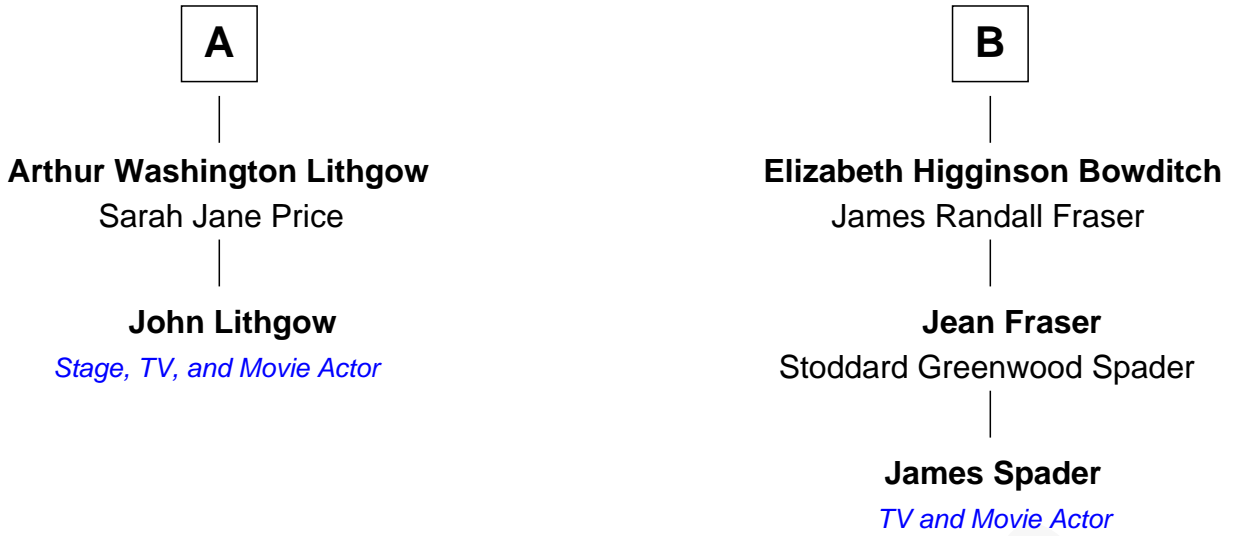 A
Arthur Washington Lithgow
Sarah Jane Price
John Lithgow
Stage, TV, and Movie Actor
B
Elizabeth Higginson Bowditch
James Randall Fraser
Jean Fraser
Stoddard Greenwood Spader
James Spader
TV and Movie Actor